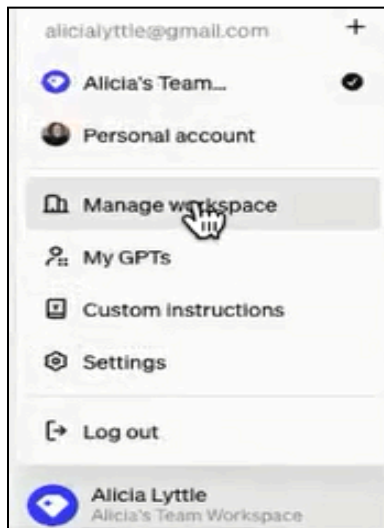 alicialyttle@gmail.com
Alicia's Team...
Personal account
Manage workspace
My GPTs
Custom instructions
Settings
Log out
Alicia Lyttle
Alicia's Team Workspace